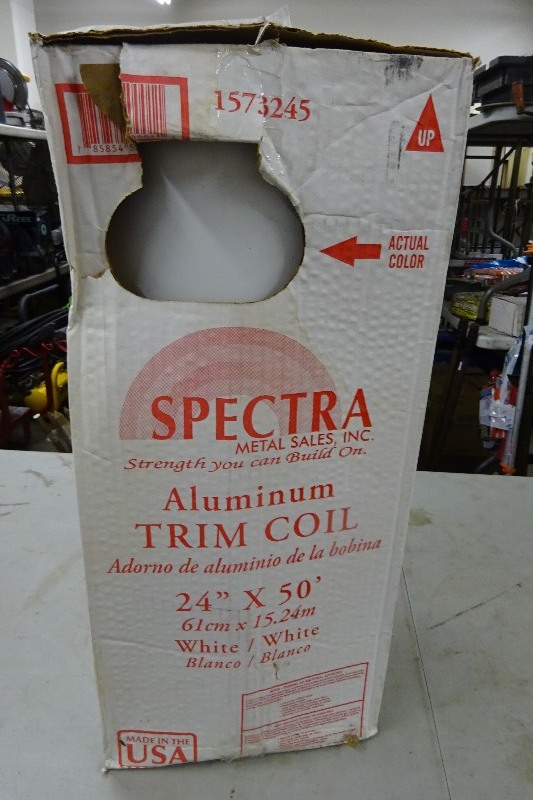 1573245
UP
ACTUAL
COLOR
SPECTRA
METAL SALES, INC.
Strength you can Build On.
Aluminum
TRIM COIL
Adorno de aluminio de la bobina
24" X 50'
61cm x 15.24m
White / White
Blanco / Blanco
MADE IN THE
USA